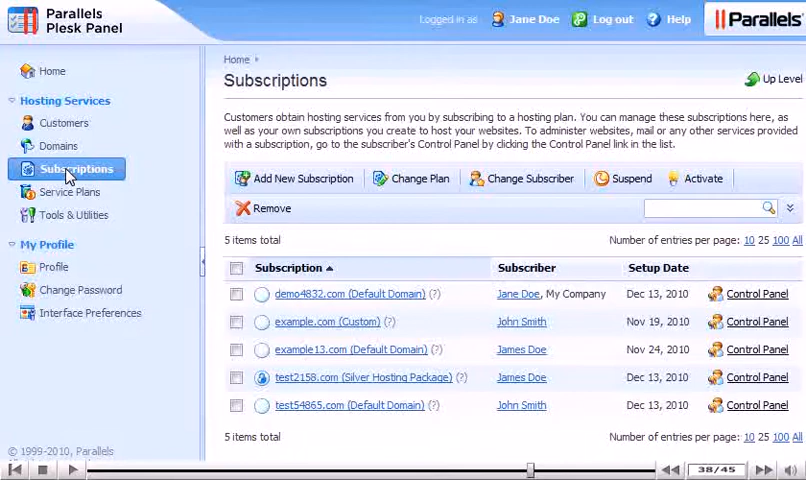 Parallels
Plesk Panel
Logged in as Jane Doe Log out Help
Parallels
Home
Hosting Services
Customers
Domains
Subscriptions
Service Plans
Tools & Utilities
My Profile
Profile
Change Password
Interface Preferences
© 1999-2010, Parallels
Home
Subscriptions
Up Level
Customers obtain hosting services from you by subscribing to a hosting plan. You can manage these subscriptions here, as
well as your own subscriptions you create to host your websites. To administer websites, mail or any other services provided
with a subscription, go to the subscriber's Control Panel by clicking the Control Panel link in the list.
Add New Subscription Change Plan Change Subscriber Suspend Activate
Remove
5 items total Number of entries per page: 10 25 100 All
Subscription Subscriber Setup Date
demo4832.com (Default Domain) (?) Jane Doe, My Company Dec 13, 2010 Control Panel
example.com (Custom) (?) John Smith Nov 19, 2010 Control Panel
example13.com (Default Domain) (?) James Doe Nov 24, 2010 Control Panel
test2158.com (Silver Hosting Package) (?) James Doe Dec 13, 2010 Control Panel
test54865.com (Default Domain) (?) John Smith Dec 13, 2010 Control Panel
5 items total Number of entries per page: 10 25 100 All
38/45